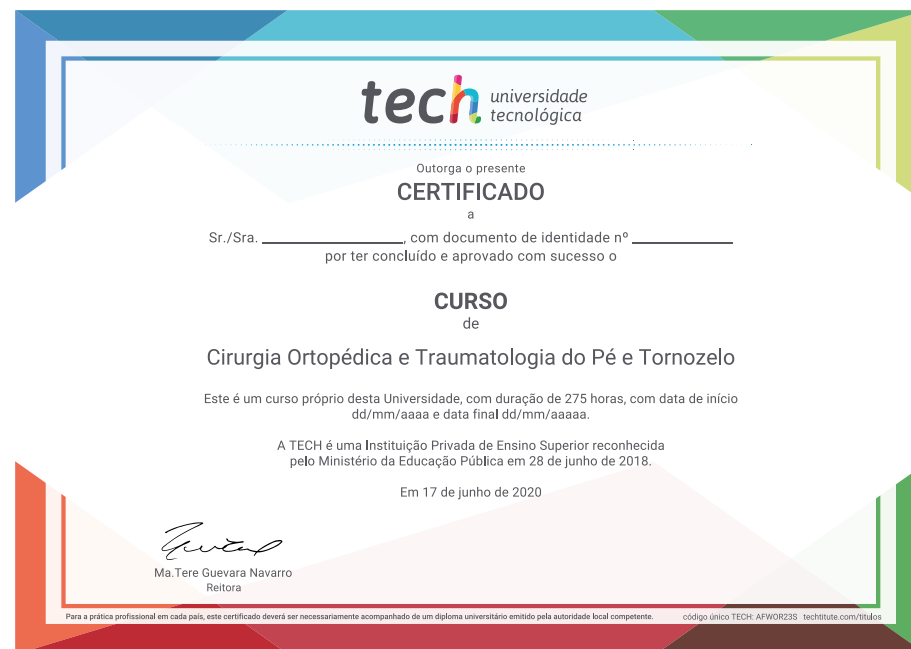 tech universidade
tecnológica
Outorga o presente
CERTIFICADO
a
Sr./Sra. ________________, com documento de identidade nº ____________
por ter concluído e aprovado com sucesso o
CURSO
de
Cirurgia Ortopédica e Traumatologia do Pé e Tornozelo
Este é um curso próprio desta Universidade, com duração de 275 horas, com data de início
dd/mm/aaaa e data final dd/mm/aaaaa.
A TECH é uma Instituição Privada de Ensino Superior reconhecida
pelo Ministério da Educação Pública em 28 de junho de 2018.
Em 17 de junho de 2020
Ma.Tere Guevara Navarro
Reitora
Para a prática profissional em cada país, este certificado deverá ser necessariamente acompanhado de um diploma universitário emitido pela autoridade local competente. código único TECH: AFWOR23S techtitute.com/titulos